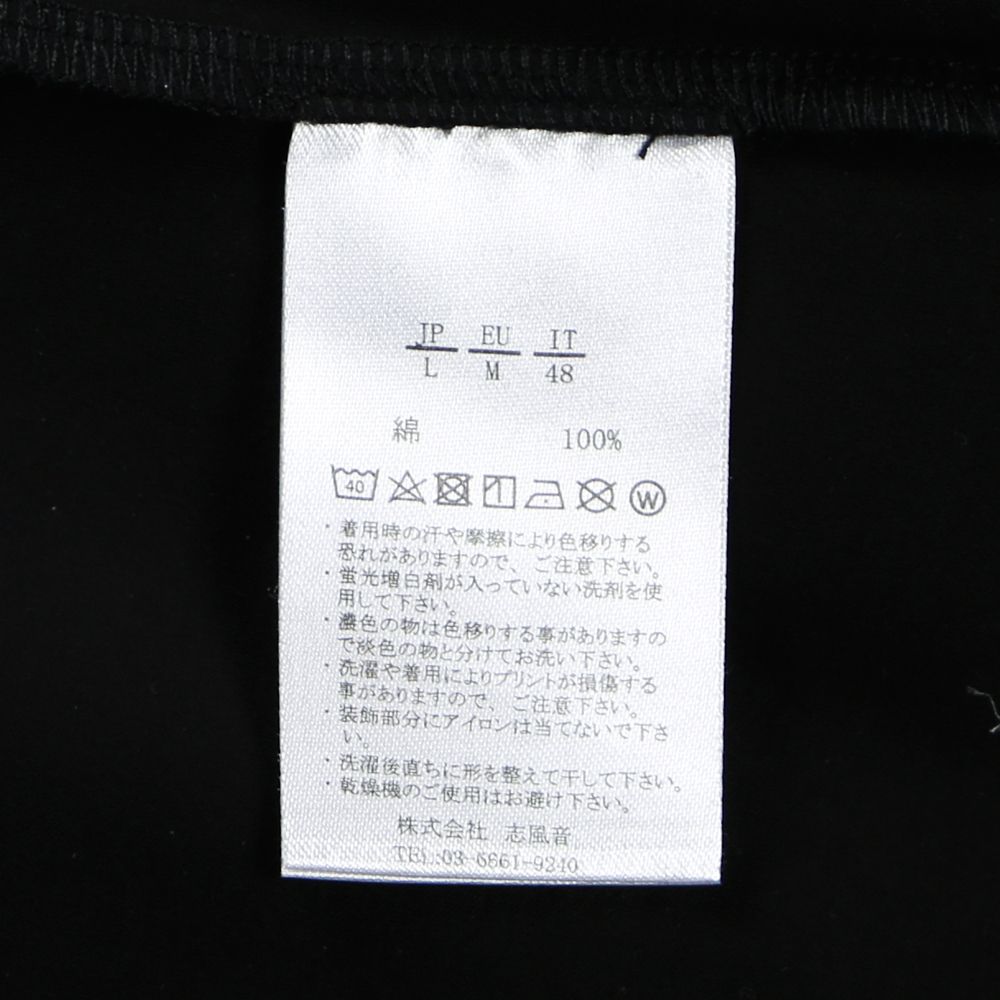 JP EU IT
L M 48
綿 100%
40 W
・着用時の汗や摩擦により色移りする
恐れがありますので、ご注意下さい。
・蛍光増白剤が入っていない洗剤を使
用して下さい。
・濃色の物は色移りする事がありますの
で淡色の物と分けてお洗い下さい。
・洗濯や着用によりプリントが損傷する
事がありますので、ご注意下さい。
・装飾部分にアイロンは当てないで下さ
い。
・洗濯後直ちに形を整えて干して下さい。
・乾燥機のご使用はお避け下さい。
株式会社 志風音
TEL:03-6661-9240